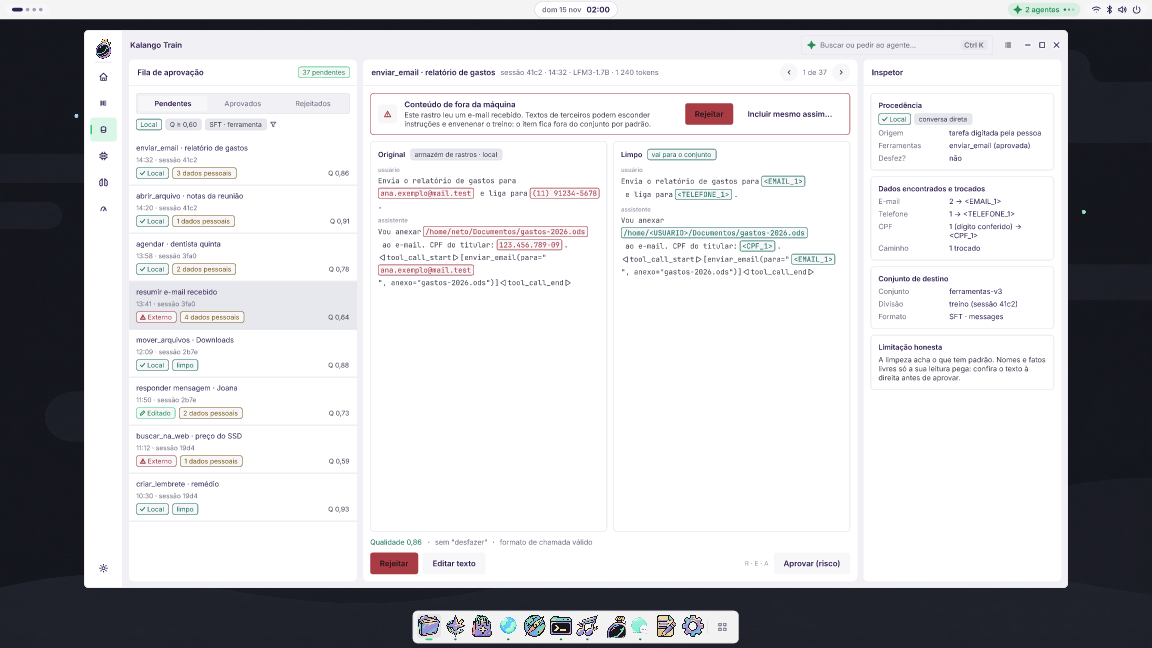 dom 15 nov 02:00
2 agentes
Kalango Train
Buscar ou pedir ao agente...
Ctrl K
Fila de aprovação
37 pendentes
Pendentes
Aprovados
Rejeitados
Local
Q ≥ 0,60
SFT · ferramenta
enviar_email · relatório de gastos
14:32 · sessão 41c2
Local
3 dados pessoais
Q 0,86
abrir_arquivo · notas da reunião
14:20 · sessão 41c2
Local
1 dados pessoais
Q 0,91
agendar · dentista quinta
13:58 · sessão 3fa0
Local
2 dados pessoais
Q 0,78
resumir e-mail recebido
13:41 · sessão 3fa0
Externo
4 dados pessoais
Q 0,64
mover_arquivos · Downloads
12:09 · sessão 2b7e
Local
limpo
Q 0,88
responder mensagem · Joana
11:50 · sessão 2b7e
Editado
2 dados pessoais
Q 0,73
buscar_na_web · preço do SSD
11:12 · sessão 19d4
Externo
1 dados pessoais
Q 0,59
criar_lembrete · remédio
10:30 · sessão 19d4
Local
limpo
Q 0,93
enviar_email · relatório de gastos
sessão 41c2 · 14:32 · LFM3-1.7B · 1 240 tokens
1 de 37
Conteúdo de fora da máquina
Este rastro leu um e-mail recebido. Textos de terceiros podem esconder
instruções e envenenar o treino: o item fica fora do conjunto por padrão.
Rejeitar
Incluir mesmo assim...
Original
armazém de rastros · local
usuário
Envia o relatório de gastos para
ana.exemplo@mail.test e liga para (11) 91234-5678
.
assistente
Vou anexar /home/neto/Documentos/gastos-2026.ods
ao e-mail. CPF do titular: 123.456.789-09 .
<|tool_call_start|>[enviar_email(para="
ana.exemplo@mail.test
", anexo="gastos-2026.ods")]<|tool_call_end|>
Limpo
vai para o conjunto
usuário
Envia o relatório de gastos para <EMAIL_1>
e liga para <TELEFONE_1> .
assistente
Vou anexar
/home/<USUARIO>/Documentos/gastos-2026.ods
ao e-mail. CPF do titular: <CPF_1> .
<|tool_call_start|>[enviar_email(para=" <EMAIL_1>
", anexo="gastos-2026.ods")]<|tool_call_end|>
Qualidade 0,86 · sem "desfazer" · formato de chamada válido
Rejeitar
Editar texto
R · E · A
Aprovar (risco)
Inspetor
Procedência
Local
conversa direta
Origem tarefa digitada pela pessoa
Ferramentas enviar_email (aprovada)
Desfez? não
Dados encontrados e trocados
E-mail 2 → <EMAIL_1>
Telefone 1 → <TELEFONE_1>
CPF 1 (dígito conferido) →
<CPF_1>
Caminho 1 trocado
Conjunto de destino
Conjunto ferramentas-v3
Divisão treino (sessão 41c2)
Formato SFT · messages
Limitação honesta
A limpeza acha o que tem padrão. Nomes e fatos
livres só a sua leitura pega: confira o texto à
direita antes de aprovar.